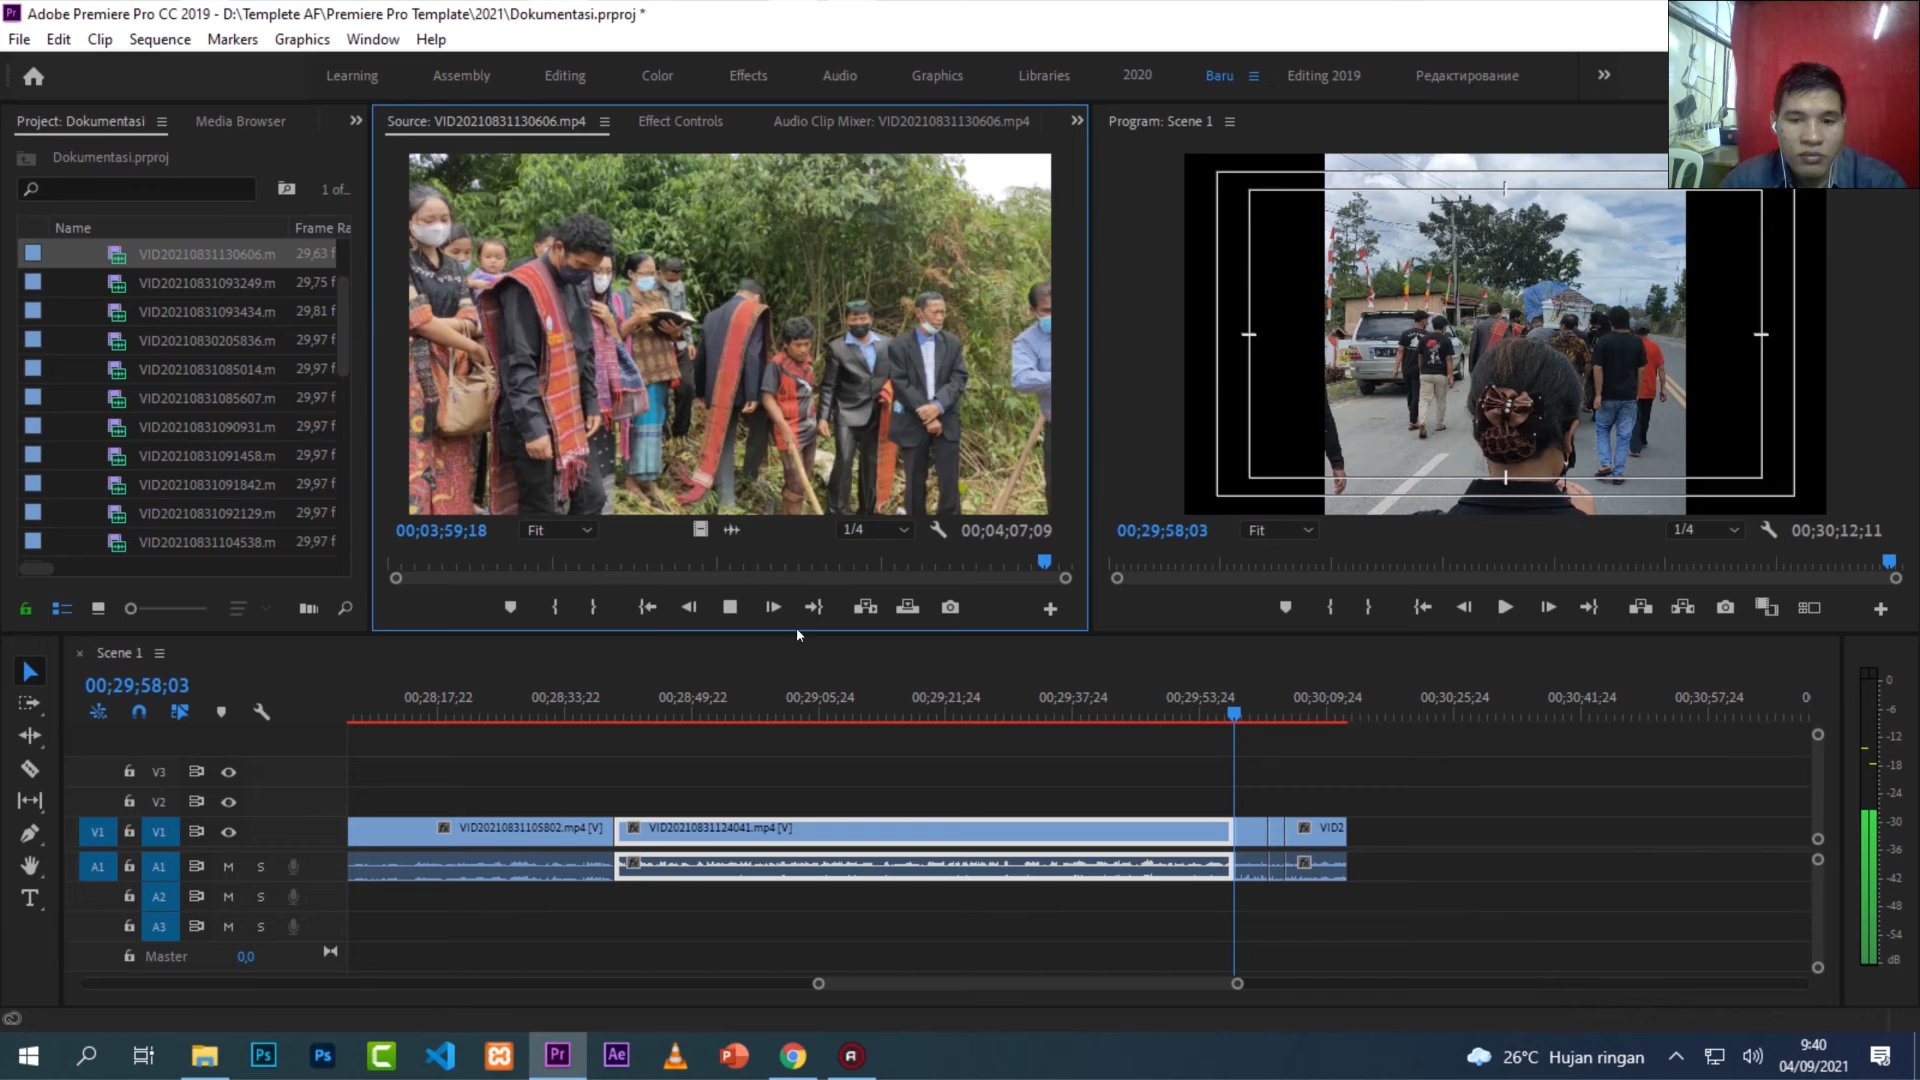 Adobe Premiere Pro CC 2019 - D:\Templete AF\Premiere Pro Template\2021\Dokumentasi.prproj *
File Edit Clip Sequence Markers Graphics Window Help
Learning Assembly Editing Color Effects Audio Graphics Libraries 2020 Baru Editing 2019 Редактирование
Project: Dokumentasi Media Browser
Source: VID20210831130606.mp4 Effect Controls Audio Clip Mixer: VID20210831130606.mp4
Program: Scene 1
Dokumentasi.prproj
1 of...
Name Frame Ra
VID20210831130606.m 29,63 f
VID20210831093249.m 29,75 f
VID20210831093434.m 29,81 f
VID20210830205836.m 29,97 f
VID20210831085014.m 29,97 f
VID20210831085607.m 29,97 f
VID20210831090931.m 29,97 f
VID20210831091458.m 29,97 f
VID20210831091842.m 29,97 f
VID20210831092129.m 29,97 f
VID20210831104538.m 29,97 f
00;03;59;18 Fit 1/4 00;04;07;09
00;29;58;03 Fit 1/4 00;30;12;11
× Scene 1
00;29;58;03
00;28;17;22 00;28;33;22 00;28;49;22 00;29;05;24 00;29;21;24 00;29;37;24 00;29;53;24 00;30;09;24 00;30;25;24 00;30;41;24 00;30;57;24 0
V3
V2
V1 V1
VID20210831105802.mp4 [V] VID20210831124041.mp4 [V] VID2
A1 A1 M S
A2 M S
A3 M S
Master 0,0
0
-6
-12
-18
-24
-30
-36
-42
-48
-54
dB
Ps Ps Pr Ae
26°C Hujan ringan
9:40
04/09/2021